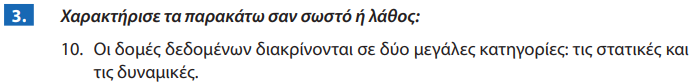 3. Χαρακτήρισε τα παρακάτω σαν σωστό ή λάθος:
10. Οι δομές δεδομένων διακρίνονται σε δύο μεγάλες κατηγορίες: τις στατικές και
τις δυναμικές.